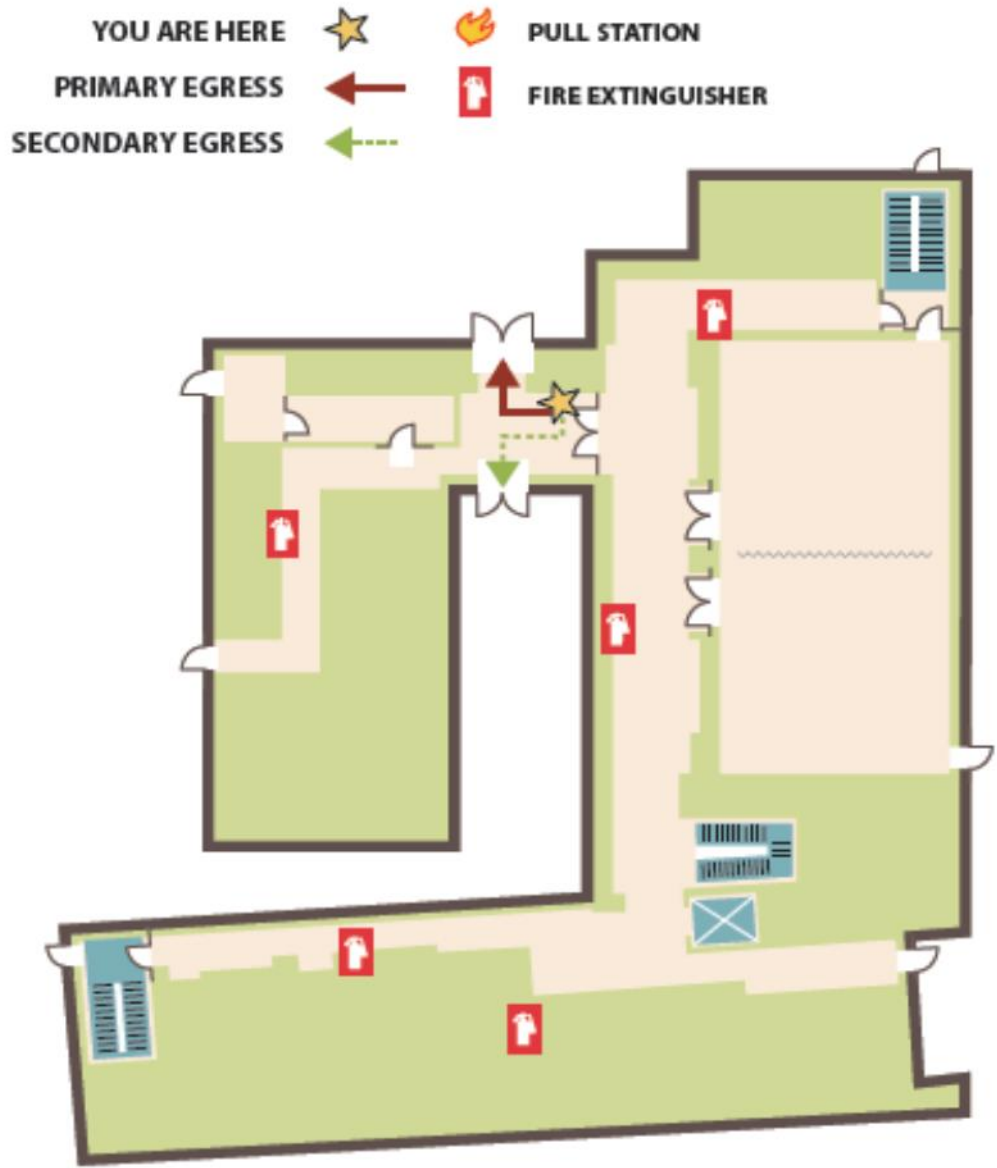 YOU ARE HERE
PULL STATION
PRIMARY EGRESS
FIRE EXTINGUISHER
SECONDARY EGRESS